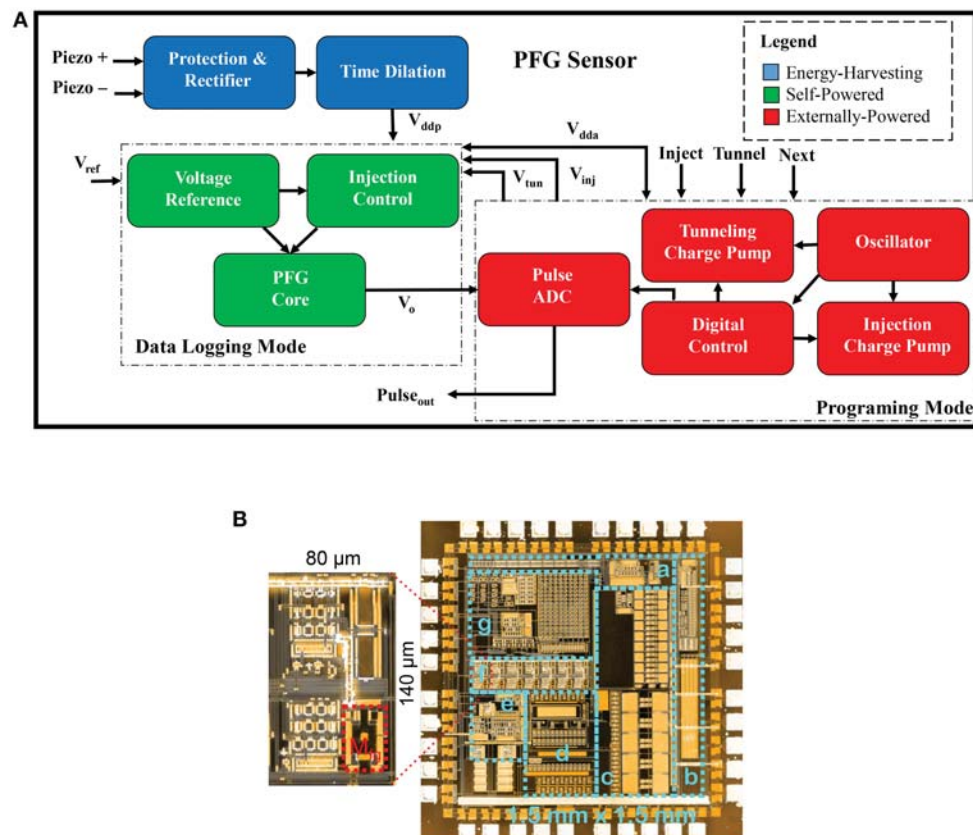 A
Piezo +
Piezo –
Protection &
Rectifier
Time Dilation
PFG Sensor
Legend
Energy-Harvesting
Self-Powered
Externally-Powered
V_ddp
V_dda
V_ref
V_tun
V_inj
Inject
Tunnel
Next
Voltage
Reference
Injection
Control
PFG
Core
V_o
Data Logging Mode
Pulse
ADC
Tunneling
Charge Pump
Oscillator
Digital
Control
Injection
Charge Pump
Pulse_out
Programing Mode
B
80 µm
140 µm
a
g
f
e
d
c
b
1.5 mm x 1.5 mm